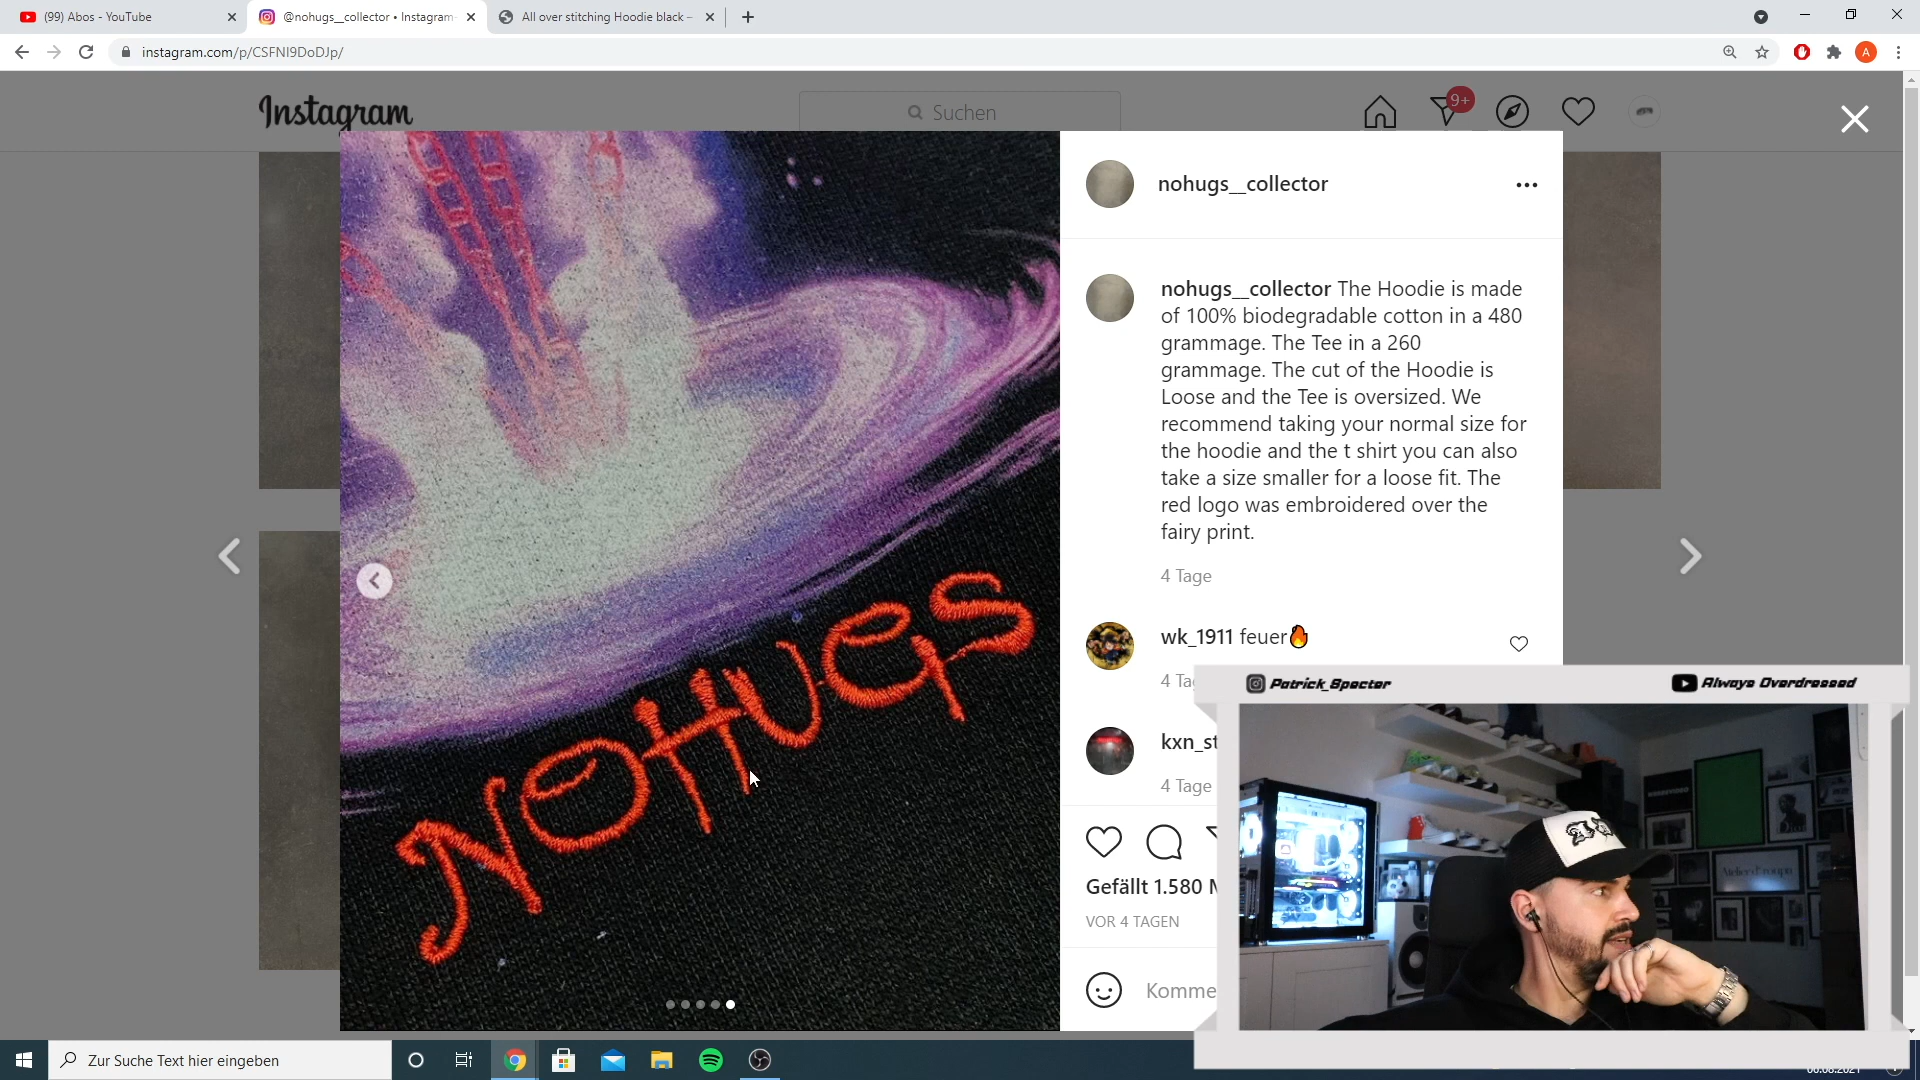 (99) Abos - YouTube
@nohugs__collector • Instagram-
All over stitching Hoodie black –
instagram.com/p/CSFNI9DoDJp/
A
Instagram
Suchen
9+
nohugs__collector
nohugs__collector The Hoodie is made
of 100% biodegradable cotton in a 480
grammage. The Tee in a 260
grammage. The cut of the Hoodie is
Loose and the Tee is oversized. We
recommend taking your normal size for
the hoodie and the t shirt you can also
take a size smaller for a loose fit. The
red logo was embroidered over the
fairy print.
4 Tage
wk_1911 feuer🔥
4 Ta
kxn_st
4 Tage
Gefällt 1.580 M
VOR 4 TAGEN
Komme
NOHUGS
Patrick_Specter
Always Overdressed
Zur Suche Text hier eingeben